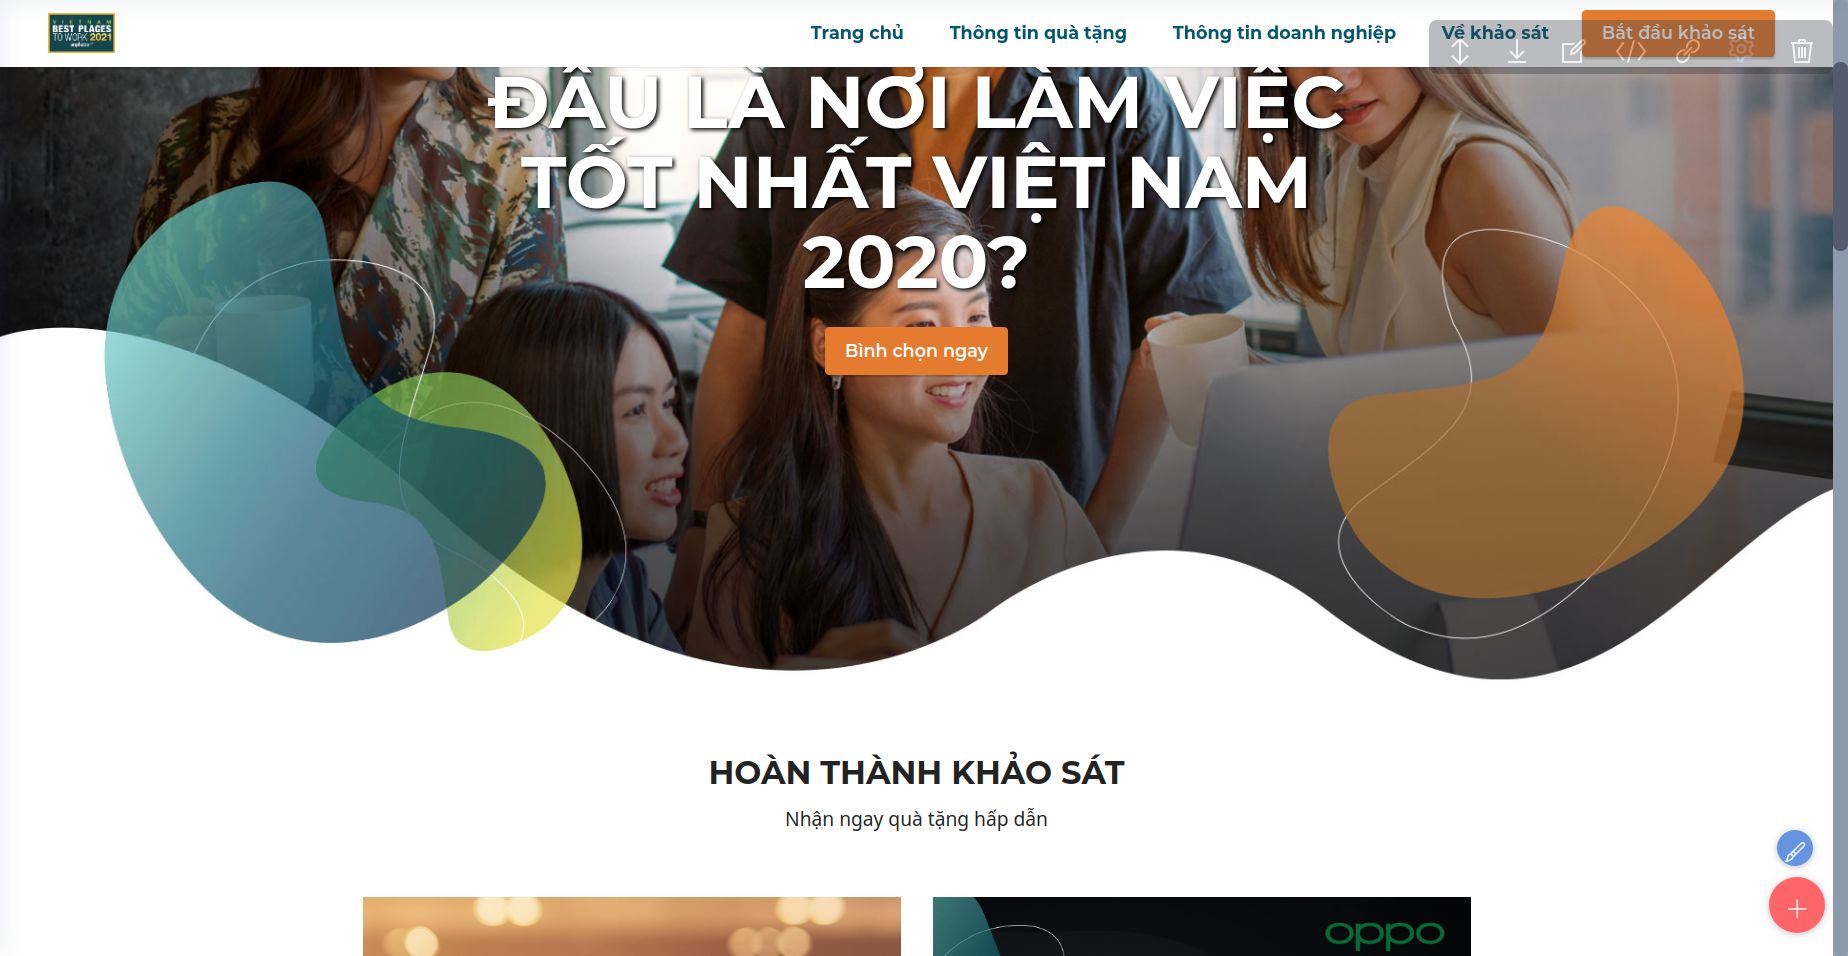 VIETNAM
BEST PLACES
TO WORK 2021
anphabe
Trang chủ
Thông tin quà tặng
Thông tin doanh nghiệp
Về khảo sát
Bắt đầu khảo sát
ĐÂU LÀ NƠI LÀM VIỆC
TỐT NHẤT VIỆT NAM
2020?
Bình chọn ngay
HOÀN THÀNH KHẢO SÁT
Nhận ngay quà tặng hấp dẫn
oppo